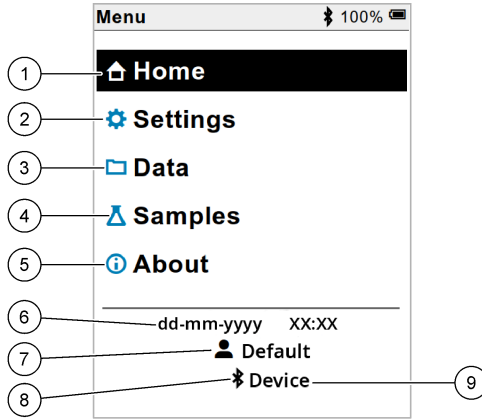 Menu 100%
1 Home
2 Settings
3 Data
4 Samples
5 About
6 dd-mm-yyyy XX:XX
7 Default
8 Device 9